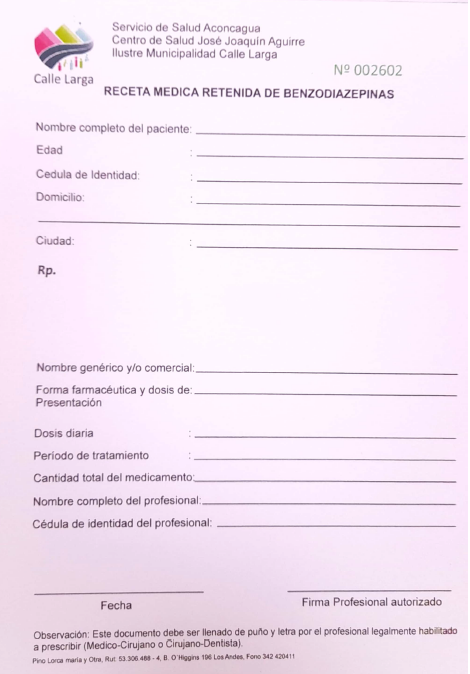 Servicio de Salud Aconcagua
Centro de Salud José Joaquín Aguirre
Ilustre Municipalidad Calle Larga
Calle Larga
Nº 002602
RECETA MEDICA RETENIDA DE BENZODIAZEPINAS
Nombre completo del paciente:
Edad :
Cedula de Identidad: :
Domicilio: :
Ciudad: :
Rp.
Nombre genérico y/o comercial:
Forma farmacéutica y dosis de:
Presentación
Dosis diaria :
Período de tratamiento :
Cantidad total del medicamento:
Nombre completo del profesional:
Cédula de identidad del profesional:
Fecha
Firma Profesional autorizado
Observación: Este documento debe ser llenado de puño y letra por el profesional legalmente habilitado
a prescribir (Medico-Cirujano o Cirujano-Dentista).
Pino Lorca maría y Otra, Rut: 53.306.488 - 4, B. O´Higgins 196 Los Andes, Fono 342 420411